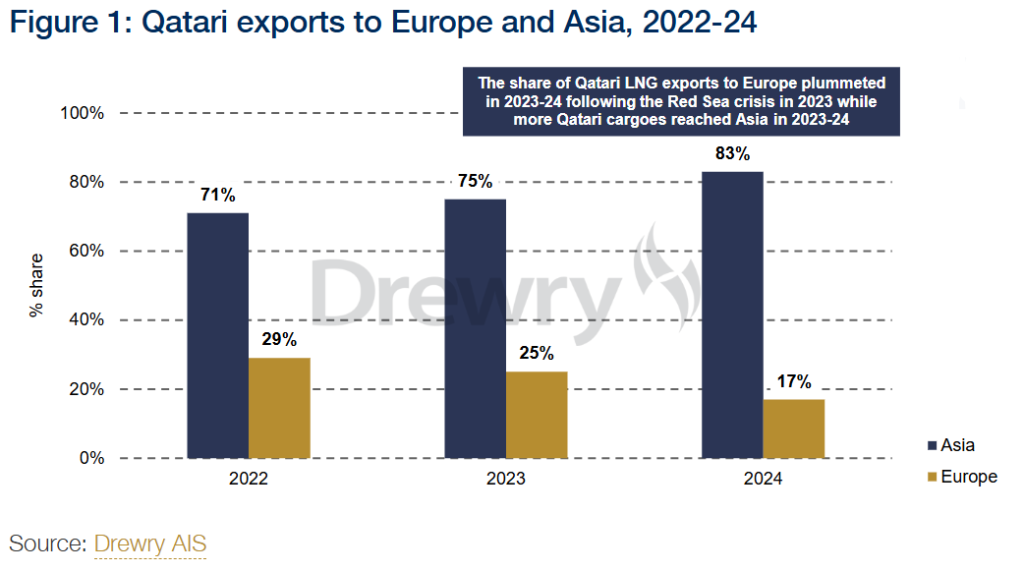 Figure 1: Qatari exports to Europe and Asia, 2022-24
The share of Qatari LNG exports to Europe plummeted
in 2023-24 following the Red Sea crisis in 2023 while
more Qatari cargoes reached Asia in 2023-24
100%
80%
60%
40%
20%
0%
% share
71%
29%
75%
25%
83%
17%
Drewry
2022
2023
2024
Asia
Europe
Source: Drewry AIS